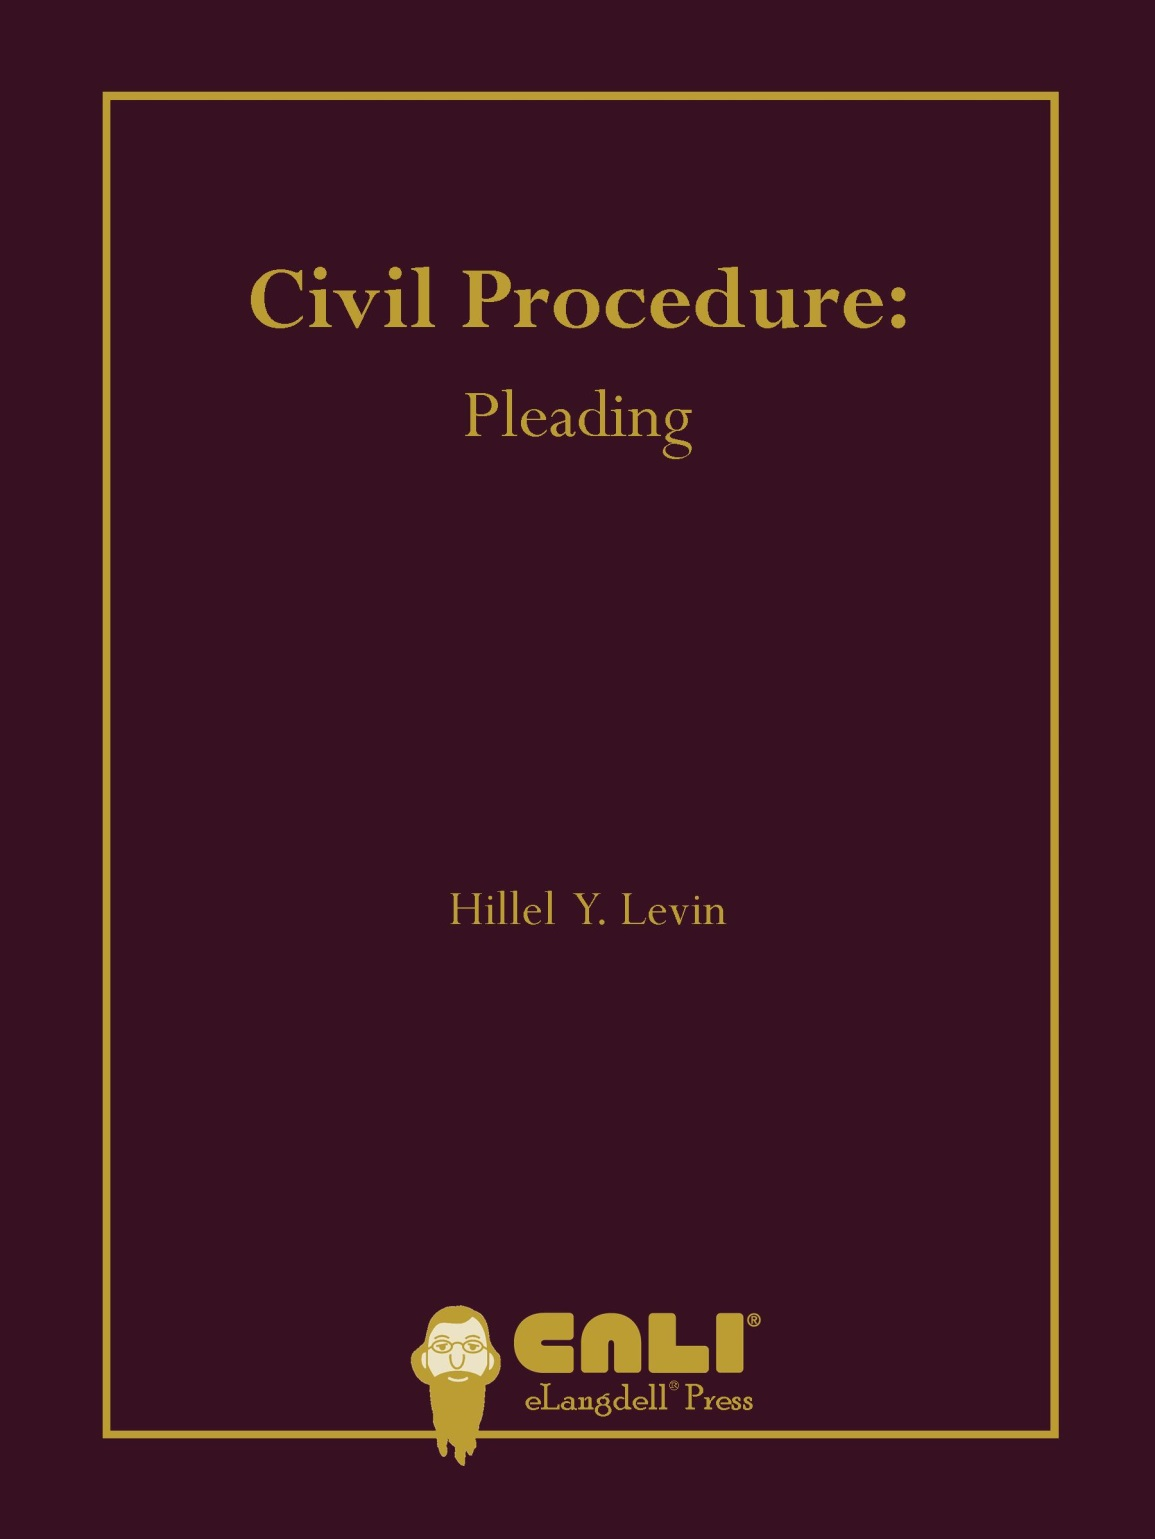 Civil Procedure:
Pleading
Hillel Y. Levin
CALI®
eLangdell® Press